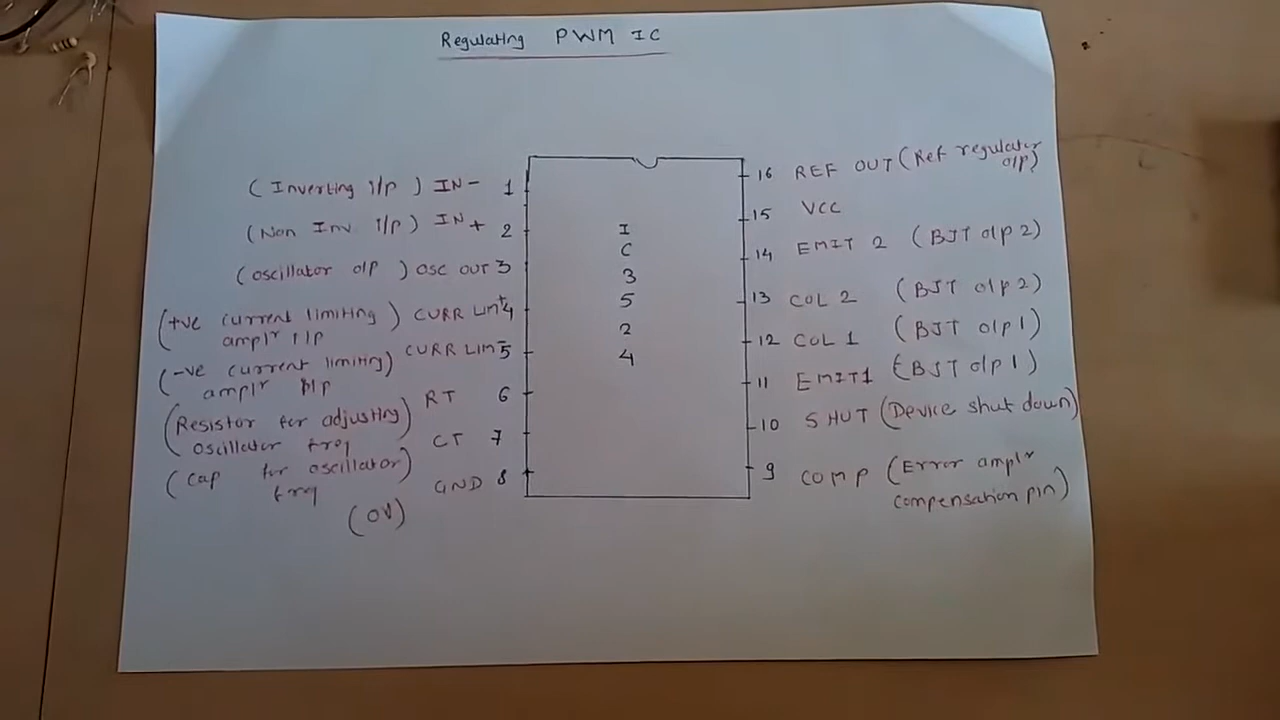 Regulating PWM IC
(Inverting i/p) IN- 1
(Non Inv i/p) IN+ 2
(oscillator o/p) OSC OUT 3
(+ve current limiting) CURR Lim+ 4
amplr i/p
(-ve current limiting) CURR LIM- 5
amplr i/p
(Resistor for adjusting RT 6
oscillator freq)
(cap for oscillator) CT 7
freq
GND 8
(0V)
I
C
3
5
2
4
16 REF OUT (Ref regulator
o/p)
15 VCC
14 EMIT 2 (BJT o/p 2)
13 COL 2 (BJT o/p 2)
12 COL 1 (BJT o/p 1)
11 EMIT1 (BJT o/p 1)
10 SHUT (Device shut down)
9 COMP (Error amplr
compensation pin)